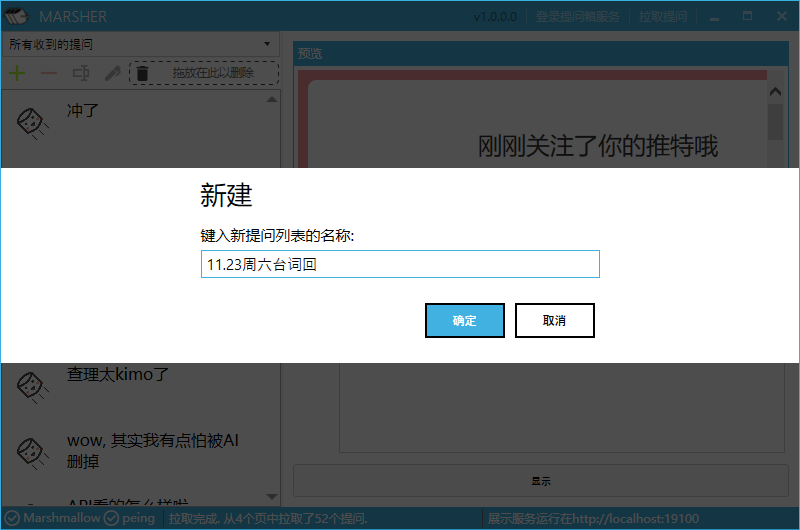 MARSHER
v1.0.0.0
登录提问箱服务
拉取提问
所有收到的提问
预览
拖放在此以删除
冲了
刚刚关注了你的推特哦
新建
键入新提问列表的名称:
11.23周六台词回
确定
取消
查理太kimo了
wow, 其实我有点怕被AI
删掉
显示
Marshmallow
peing
拉取完成. 从4个页中拉取了52个提问.
展示服务运行在http://localhost:19100